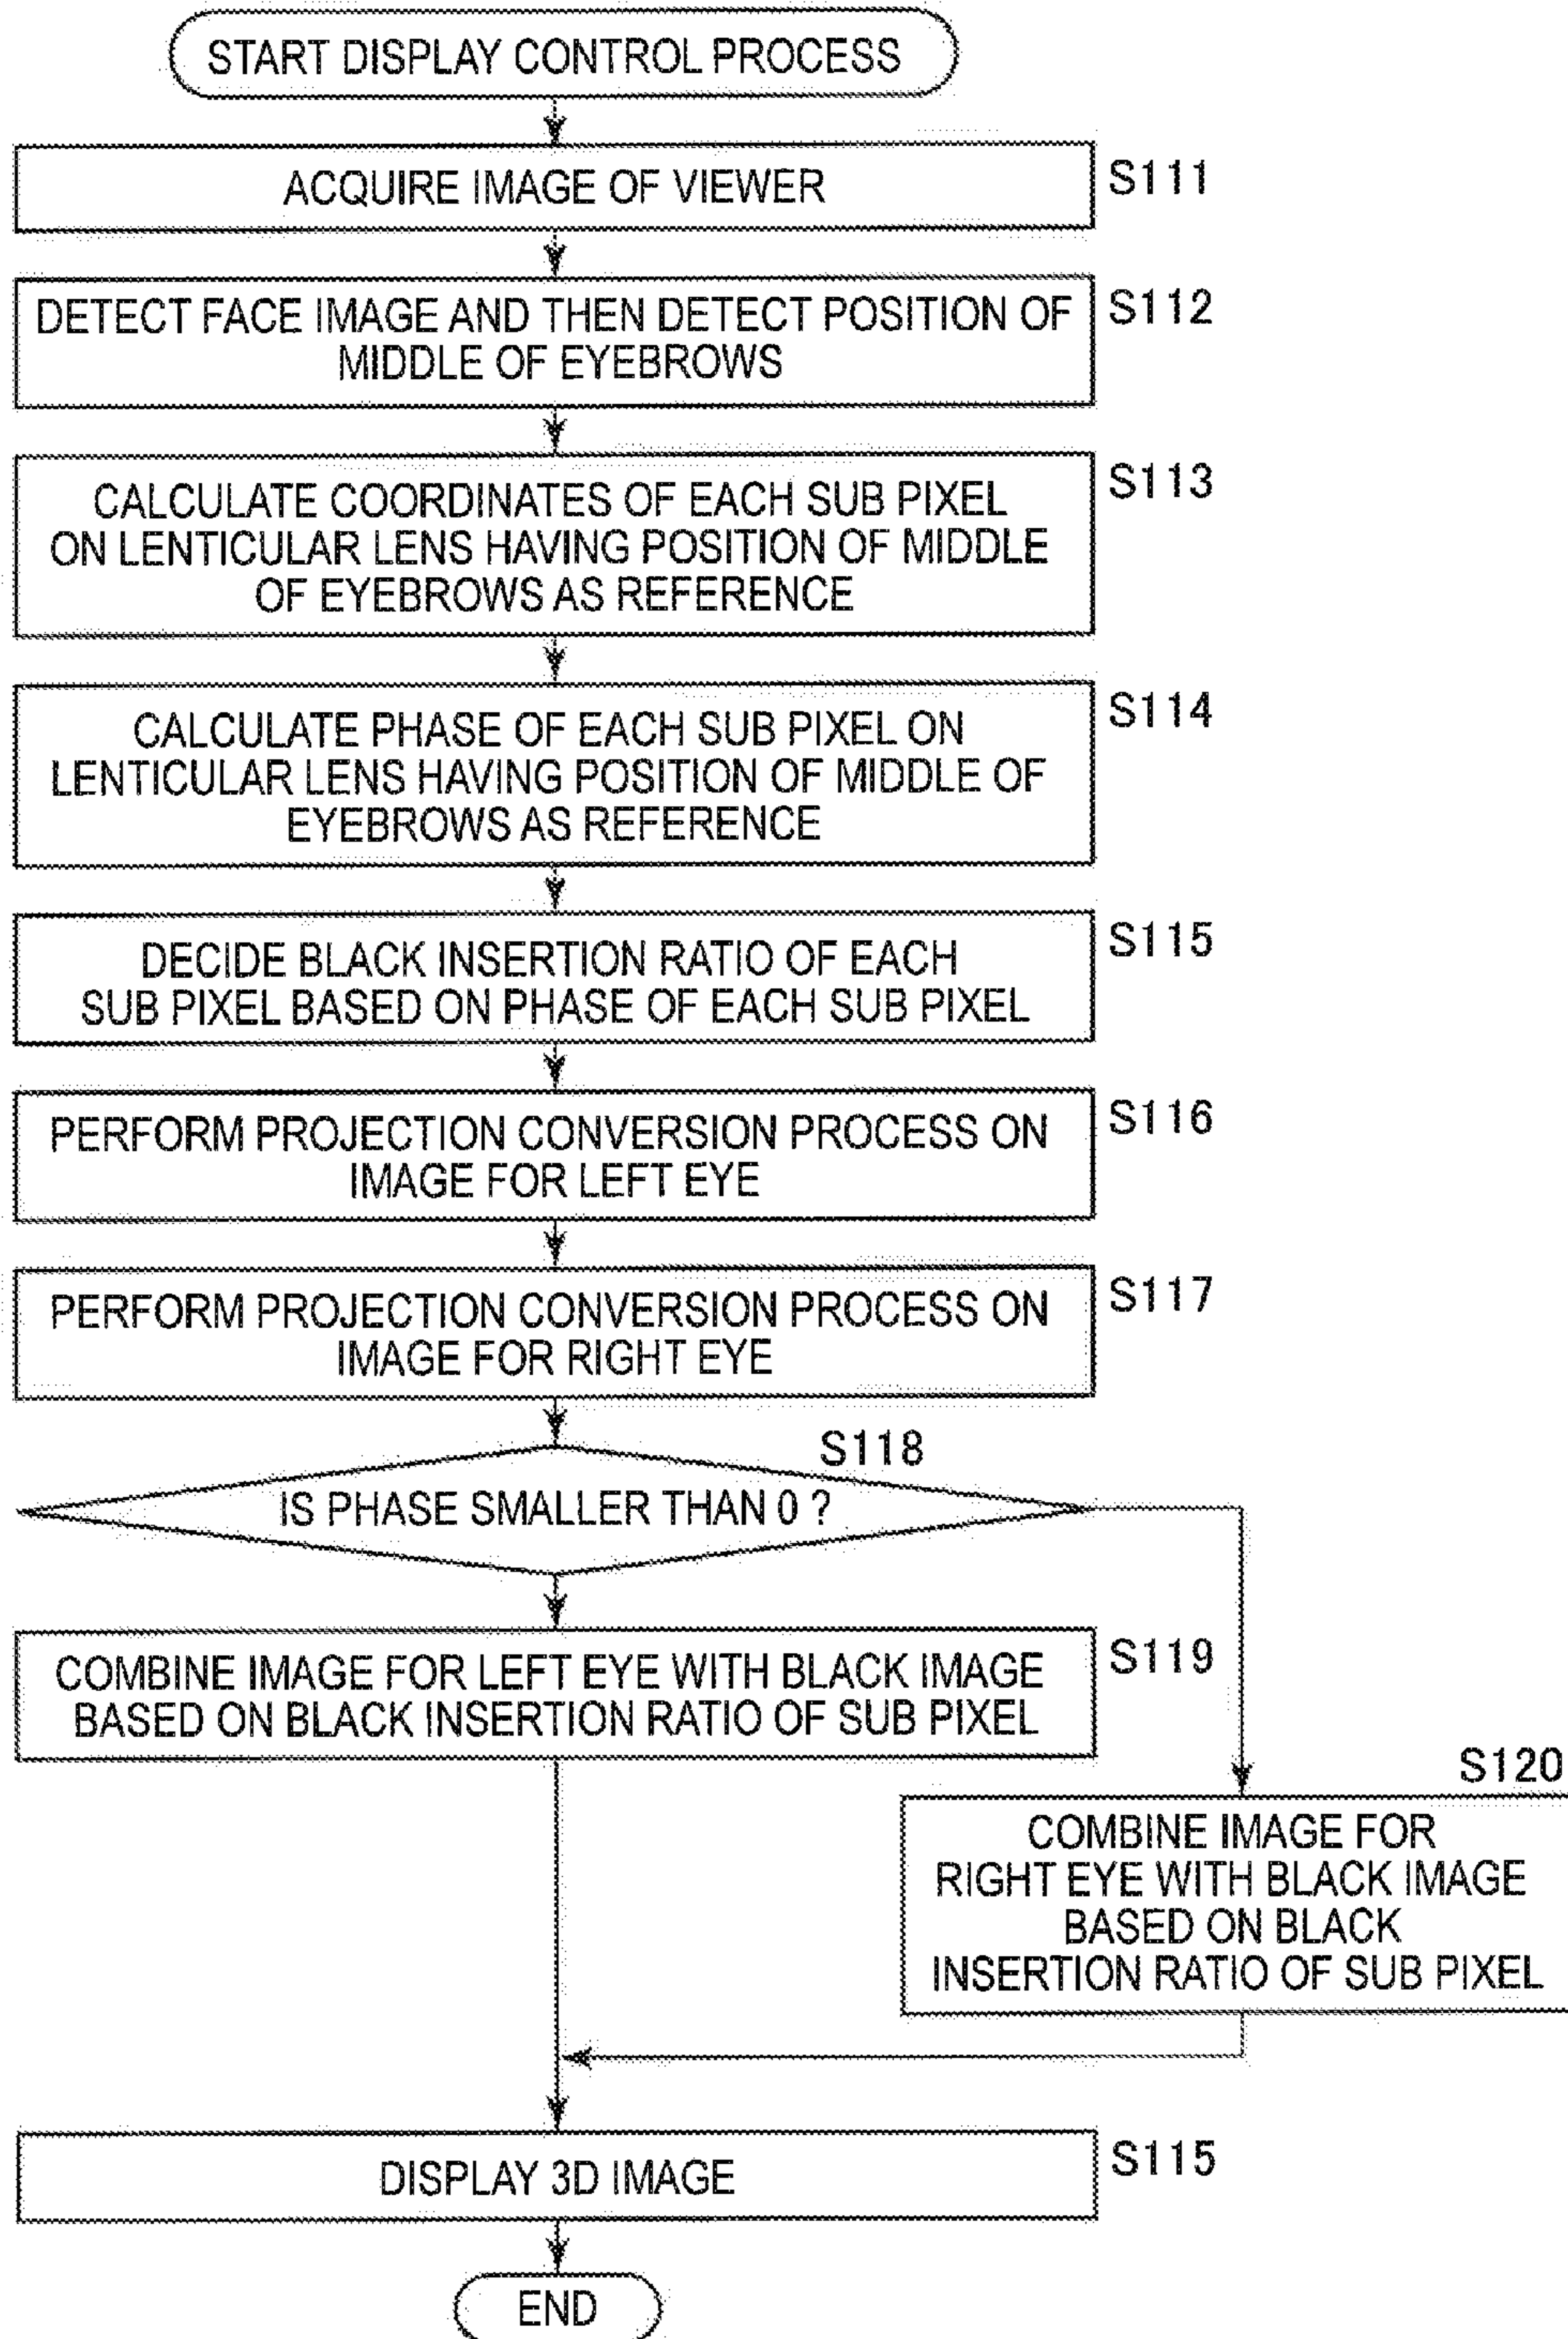 START DISPLAY CONTROL PROCESS
ACQUIRE IMAGE OF VIEWER
S111
DETECT FACE IMAGE AND THEN DETECT POSITION OF
MIDDLE OF EYEBROWS
S112
CALCULATE COORDINATES OF EACH SUB PIXEL
ON LENTICULAR LENS HAVING POSITION OF MIDDLE
OF EYEBROWS AS REFERENCE
S113
CALCULATE PHASE OF EACH SUB PIXEL ON
LENTICULAR LENS HAVING POSITION OF MIDDLE OF
EYEBROWS AS REFERENCE
S114
DECIDE BLACK INSERTION RATIO OF EACH
SUB PIXEL BASED ON PHASE OF EACH SUB PIXEL
S115
PERFORM PROJECTION CONVERSION PROCESS ON
IMAGE FOR LEFT EYE
S116
PERFORM PROJECTION CONVERSION PROCESS ON
IMAGE FOR RIGHT EYE
S117
S118
IS PHASE SMALLER THAN 0 ?
COMBINE IMAGE FOR LEFT EYE WITH BLACK IMAGE
BASED ON BLACK INSERTION RATIO OF SUB PIXEL
S119
S120
COMBINE IMAGE FOR
RIGHT EYE WITH BLACK IMAGE
BASED ON BLACK
INSERTION RATIO OF SUB PIXEL
DISPLAY 3D IMAGE
S115
END